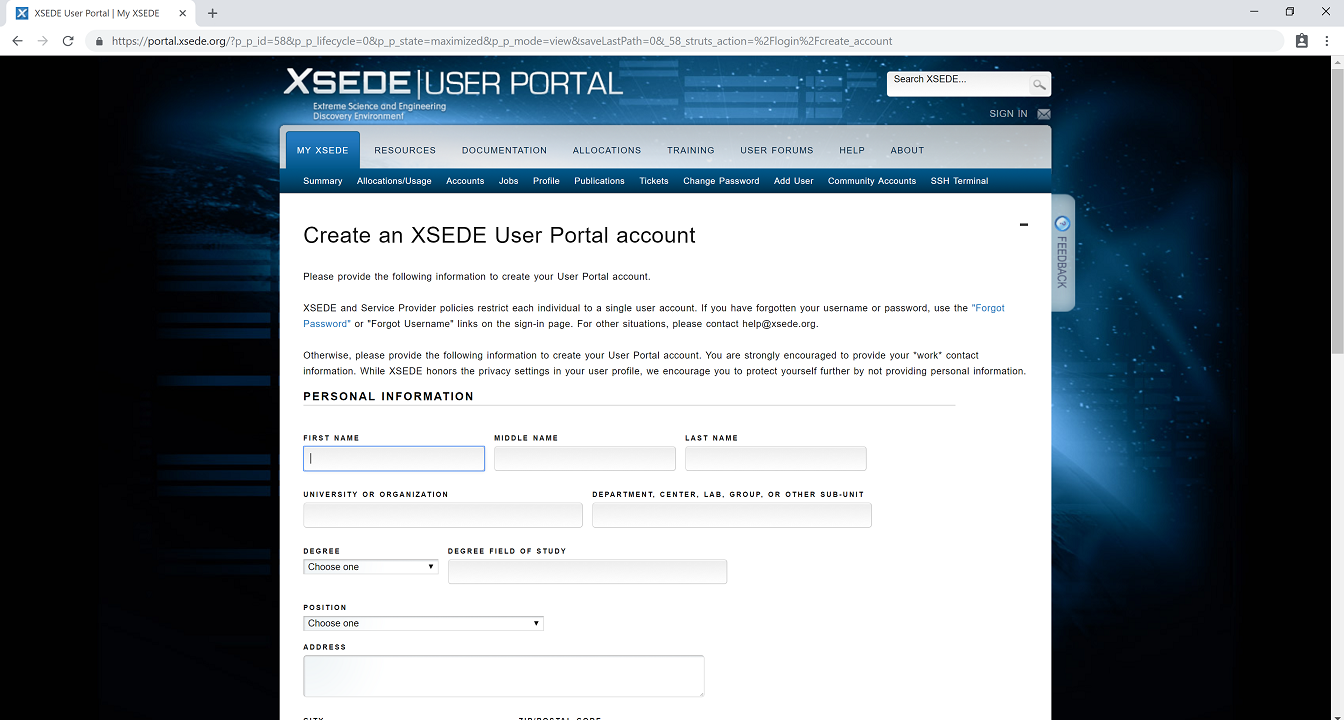 XSEDE User Portal | My XSEDE
https://portal.xsede.org/?p_p_id=58&p_p_lifecycle=0&p_p_state=maximized&p_p_mode=view&saveLastPath=0&_58_struts_action=%2Flogin%2Fcreate_account
XSEDE|USER PORTAL
Extreme Science and Engineering
Discovery Environment
Search XSEDE...
SIGN IN
MY XSEDE RESOURCES DOCUMENTATION ALLOCATIONS TRAINING USER FORUMS HELP ABOUT
Summary Allocations/Usage Accounts Jobs Profile Publications Tickets Change Password Add User Community Accounts SSH Terminal
FEEDBACK
Create an XSEDE User Portal account
Please provide the following information to create your User Portal account.
XSEDE and Service Provider policies restrict each individual to a single user account. If you have forgotten your username or password, use the "Forgot
Password" or "Forgot Username" links on the sign-in page. For other situations, please contact help@xsede.org.
Otherwise, please provide the following information to create your User Portal account. You are strongly encouraged to provide your *work* contact
information. While XSEDE honors the privacy settings in your user profile, we encourage you to protect yourself further by not providing personal information.
PERSONAL INFORMATION
FIRST NAME MIDDLE NAME LAST NAME
UNIVERSITY OR ORGANIZATION DEPARTMENT, CENTER, LAB, GROUP, OR OTHER SUB-UNIT
DEGREE DEGREE FIELD OF STUDY
Choose one
POSITION
Choose one
ADDRESS
CITY ZIP/POSTAL CODE